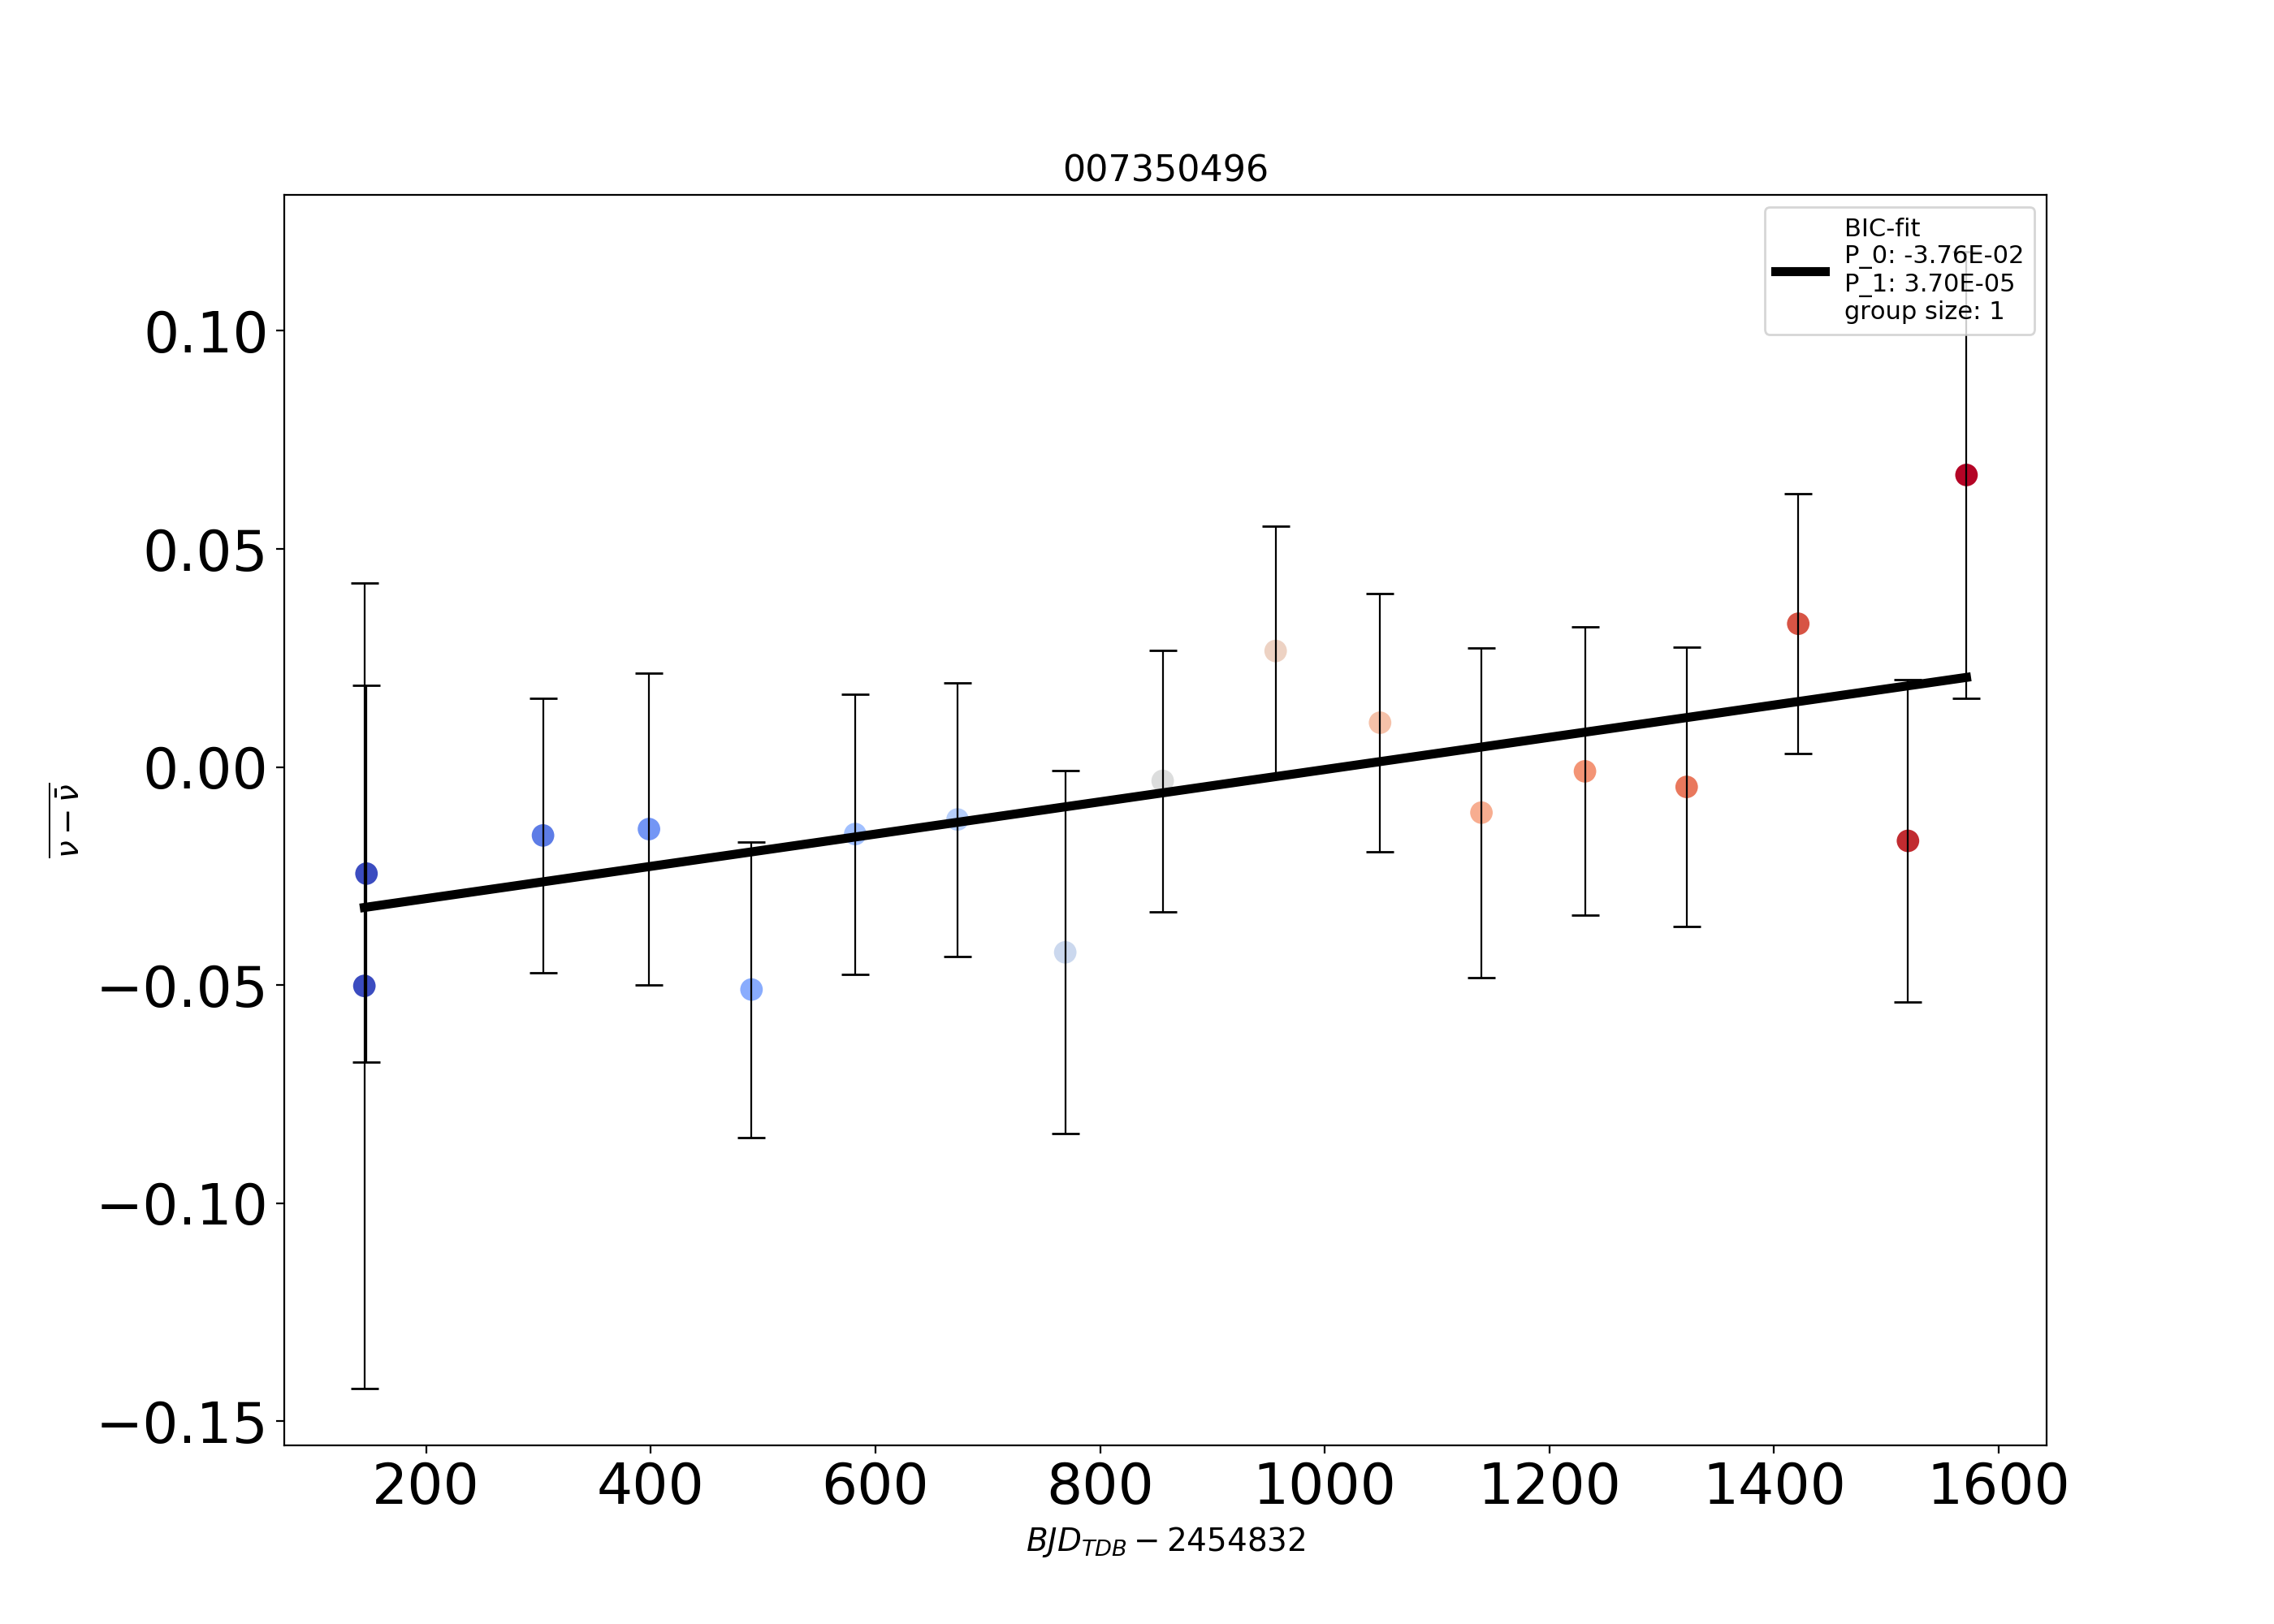 007350496
BIC-fit
P_0: -3.76E-02
P_1: 3.70E-05
group size: 1
0.10
0.05
0.00
−0.05
−0.10
−0.15
ν − ν̄
200 400 600 800 1000 1200 1400 1600
BJD_TDB − 2454832